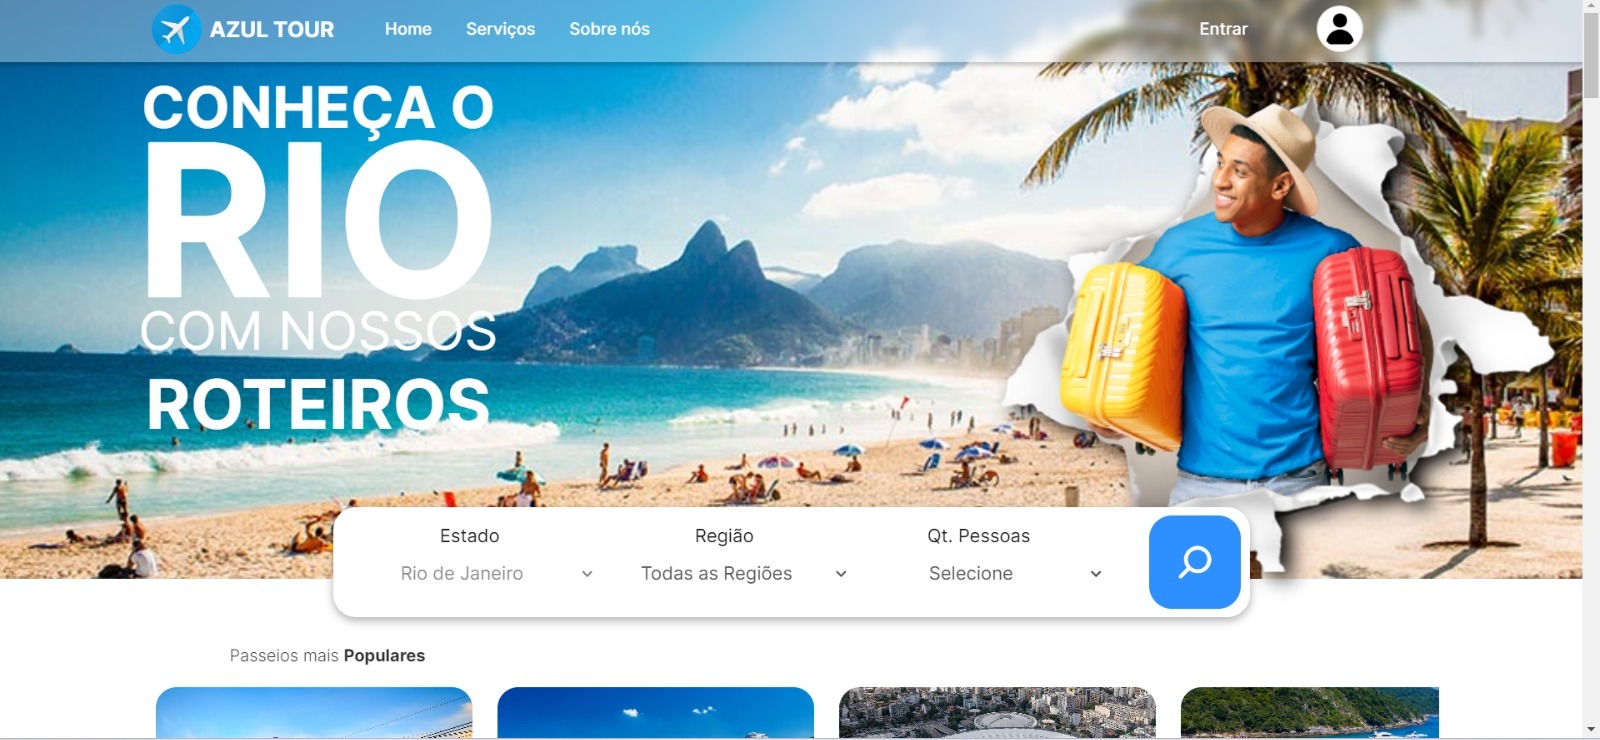 AZUL TOUR
Home
Serviços
Sobre nós
Entrar
CONHEÇA O
RIO
COM NOSSOS
ROTEIROS
Estado
Rio de Janeiro
Região
Todas as Regiões
Qt. Pessoas
Selecione
Passeios mais Populares